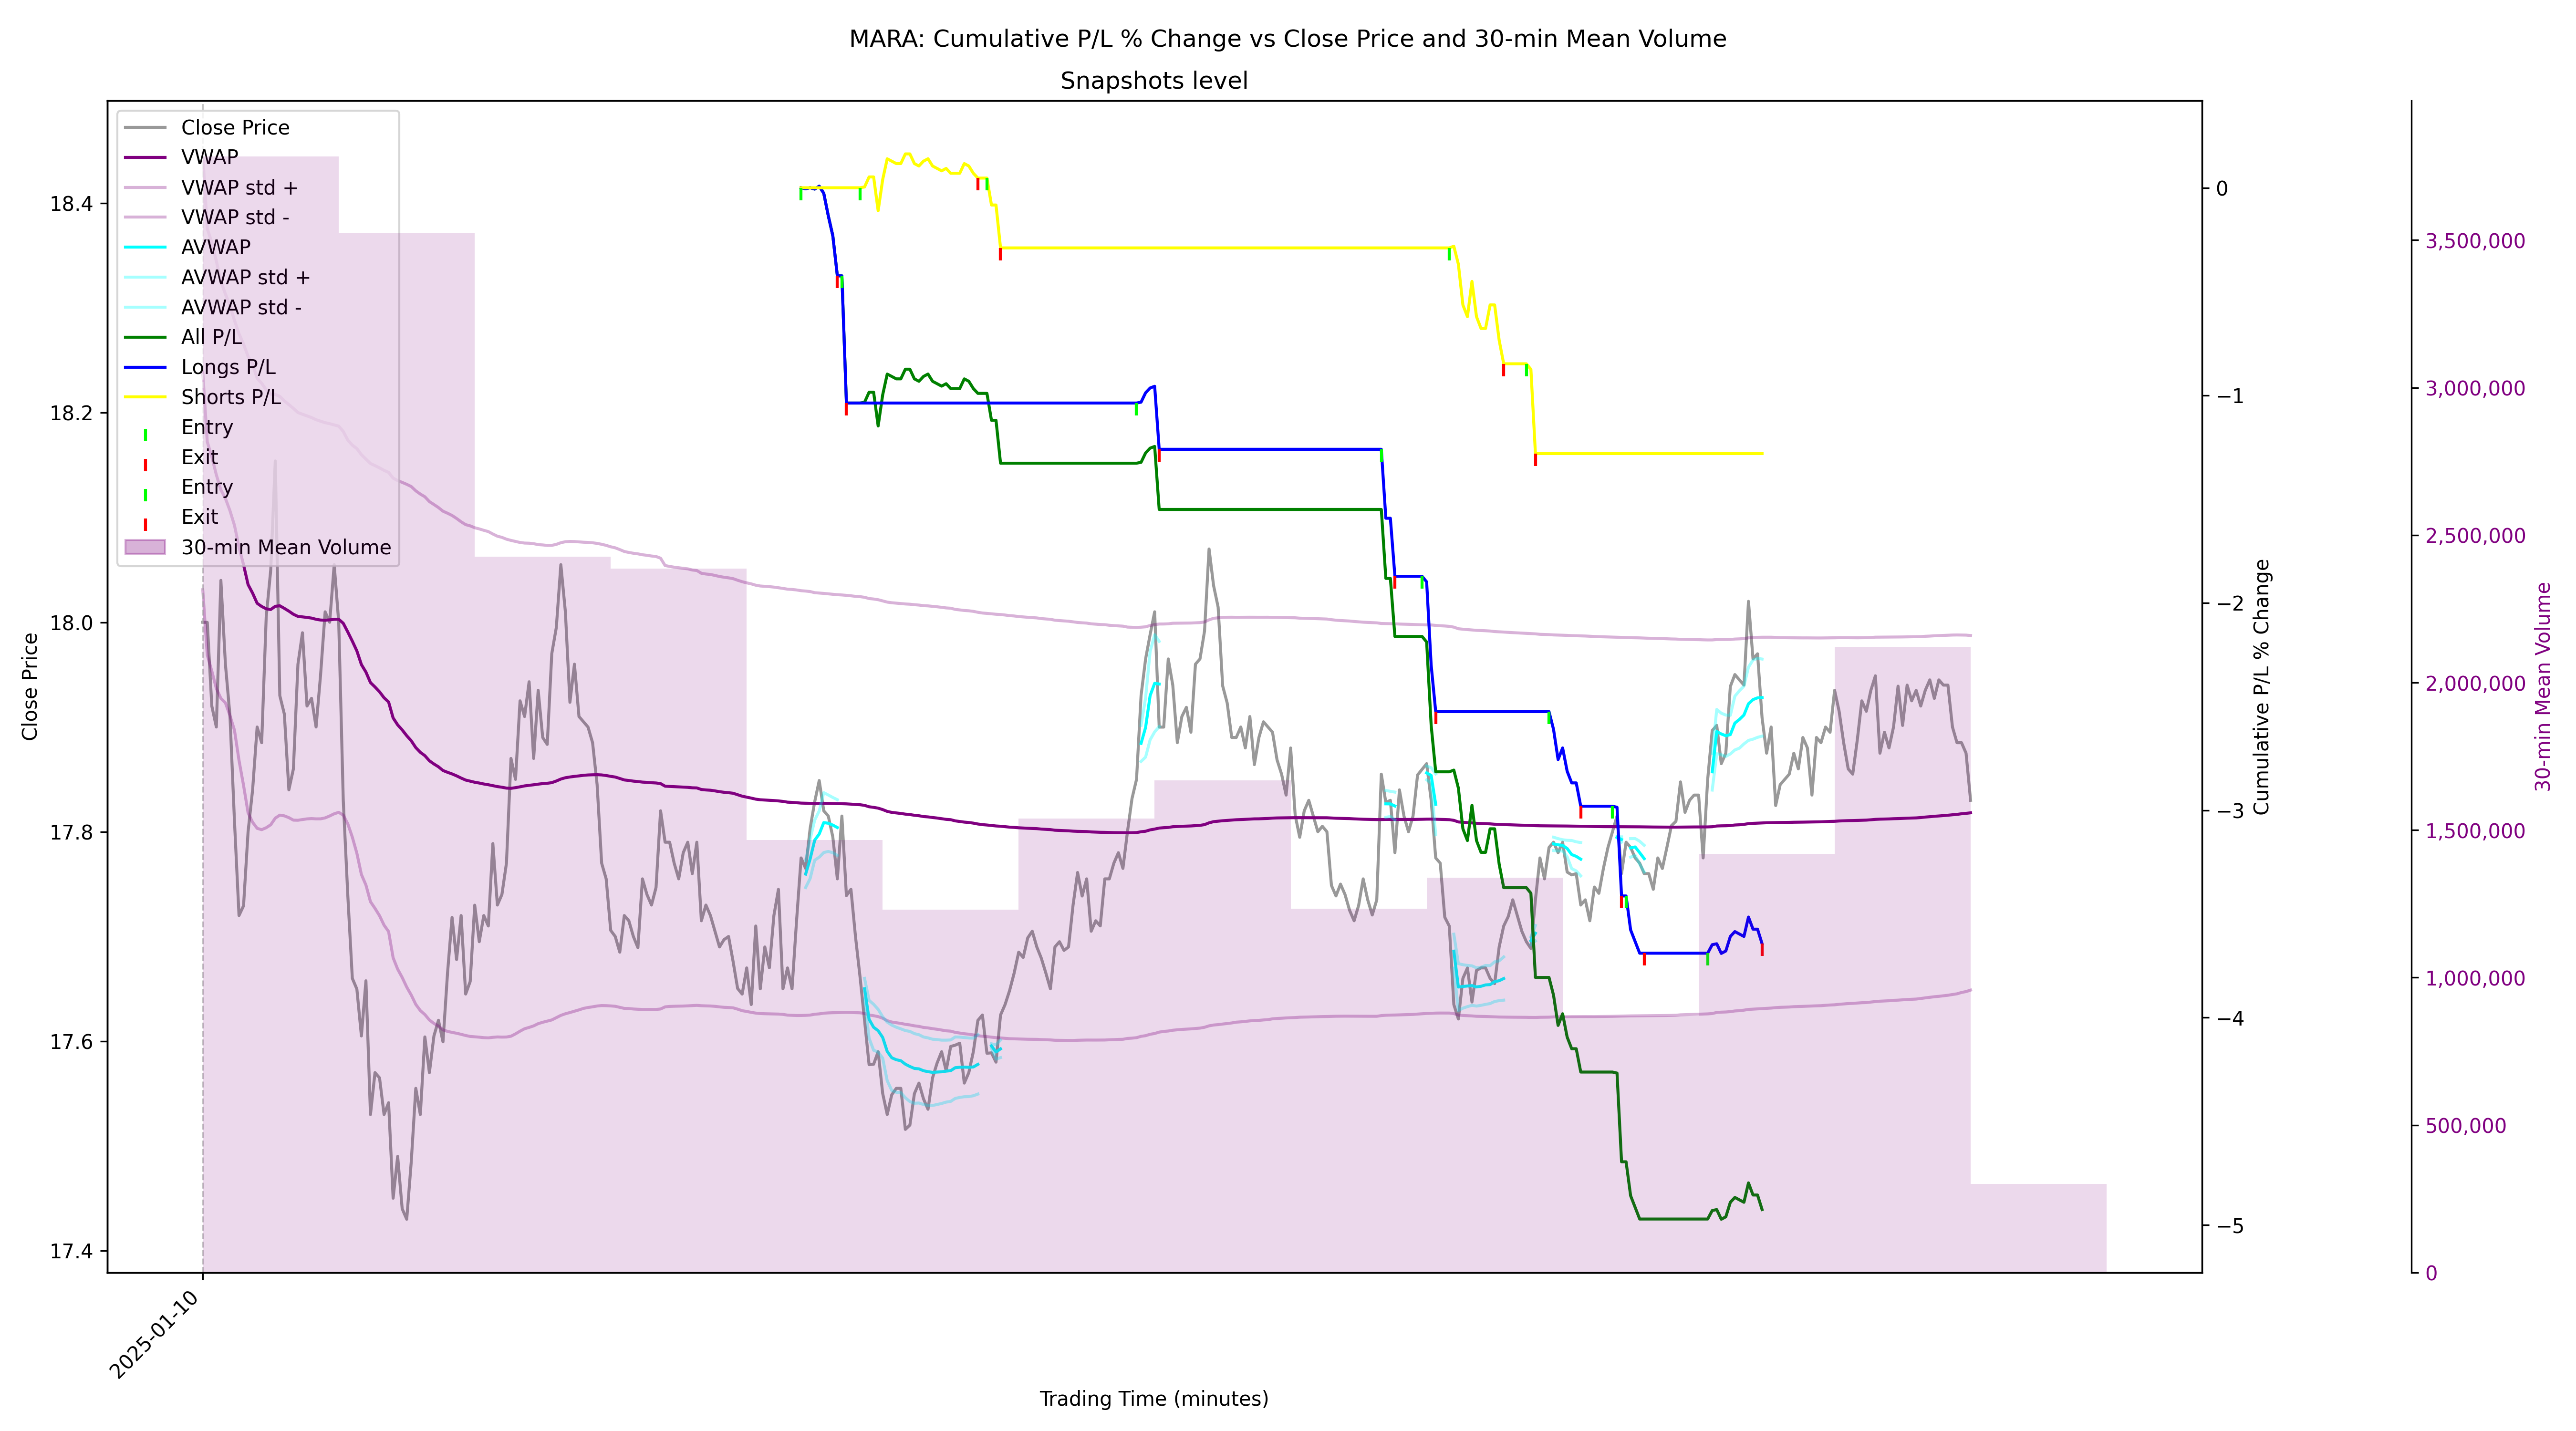 MARA: Cumulative P/L % Change vs Close Price and 30-min Mean Volume
Snapshots level
Close Price
VWAP
VWAP std +
VWAP std -
AVWAP
AVWAP std +
AVWAP std -
All P/L
Longs P/L
Shorts P/L
Entry
Exit
Entry
Exit
30-min Mean Volume
Close Price
18.4
18.2
18.0
17.8
17.6
17.4
0
−1
−2
−3
−4
−5
Cumulative P/L % Change
3,500,000
3,000,000
2,500,000
2,000,000
1,500,000
1,000,000
500,000
0
30-min Mean Volume
2025-01-10
Trading Time (minutes)